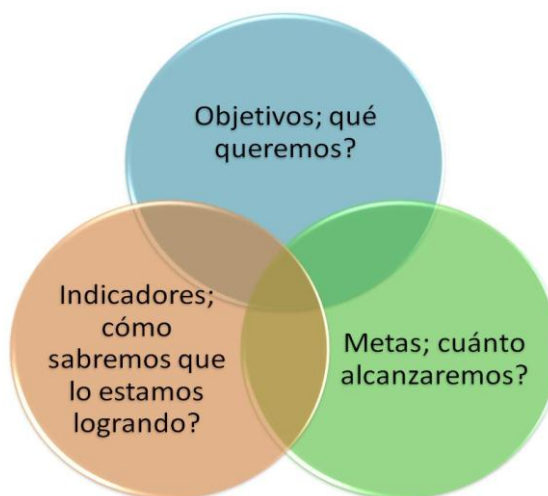 Objetivos; qué
queremos?
Indicadores;
cómo
sabremos que
lo estamos
logrando?
Metas; cuánto
alcanzaremos?